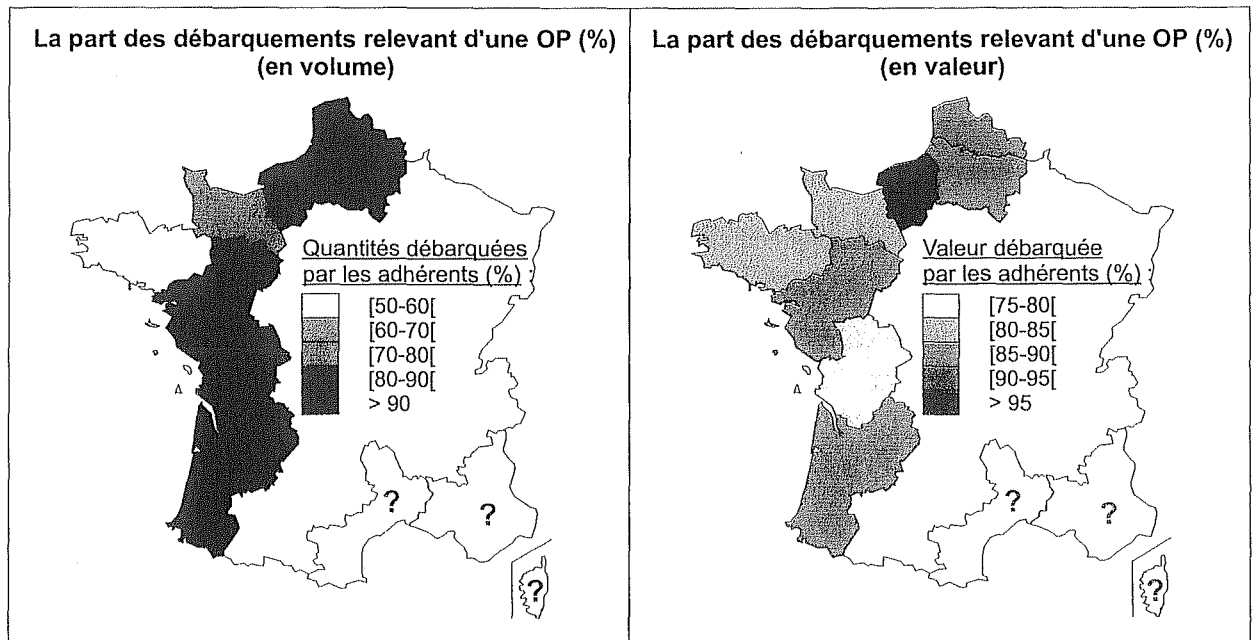 La part des débarquements relevant d'une OP (%)
(en volume)
Quantités débarquées
par les adhérents (%) :
[50-60[
[60-70[
[70-80[
[80-90[
> 90
?
?
?
La part des débarquements relevant d'une OP (%)
(en valeur)
Valeur débarquée
par les adhérents (%) :
[75-80[
[80-85[
[85-90[
[90-95[
> 95
?
?
?